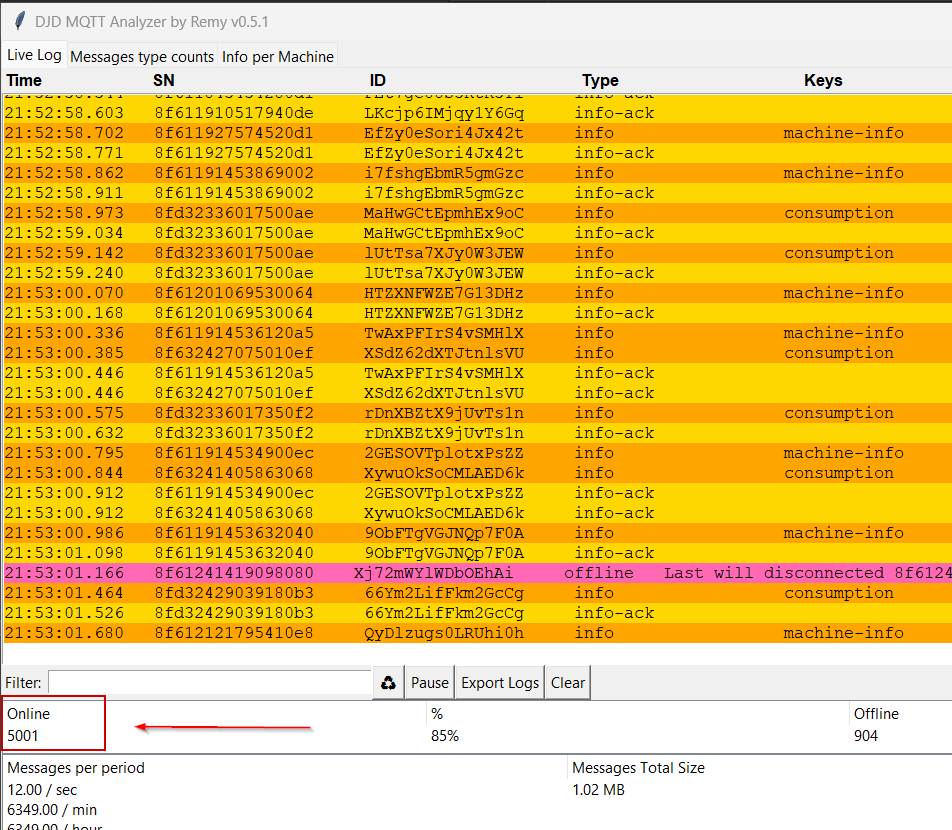 DJD MQTT Analyzer by Remy v0.5.1
Live Log Messages type counts Info per Machine
Time SN ID Type Keys
21:52:58.603 8f611910517940de LKcjp6IMjqy1Y6Gq info-ack
21:52:58.702 8f611927574520d1 EfZy0eSori4Jx42t info machine-info
21:52:58.771 8f611927574520d1 EfZy0eSori4Jx42t info-ack
21:52:58.862 8f61191453869002 i7fshgEbmR5gmGzc info machine-info
21:52:58.911 8f61191453869002 i7fshgEbmR5gmGzc info-ack
21:52:58.973 8fd32336017500ae MaHwGCtEpmhEx9oC info consumption
21:52:59.034 8fd32336017500ae MaHwGCtEpmhEx9oC info-ack
21:52:59.142 8fd32336017500ae lUtTsa7XJy0W3JEW info consumption
21:52:59.240 8fd32336017500ae lUtTsa7XJy0W3JEW info-ack
21:53:00.070 8f61201069530064 HTZXNFWZE7G13DHz info machine-info
21:53:00.168 8f61201069530064 HTZXNFWZE7G13DHz info-ack
21:53:00.336 8f611914536120a5 TwAxPFIrS4vSMHlX info machine-info
21:53:00.385 8f632427075010ef XSdZ62dXTJtnlsVU info consumption
21:53:00.446 8f611914536120a5 TwAxPFIrS4vSMHlX info-ack
21:53:00.446 8f632427075010ef XSdZ62dXTJtnlsVU info-ack
21:53:00.575 8fd32336017350f2 rDnXBZtX9jUvTs1n info consumption
21:53:00.632 8fd32336017350f2 rDnXBZtX9jUvTs1n info-ack
21:53:00.795 8f611914534900ec 2GESOVTplotxPsZZ info machine-info
21:53:00.844 8f63241405863068 XywuOkSoCMLAED6k info consumption
21:53:00.912 8f611914534900ec 2GESOVTplotxPsZZ info-ack
21:53:00.912 8f63241405863068 XywuOkSoCMLAED6k info-ack
21:53:00.986 8f61191453632040 9ObFTgVGJNQp7F0A info machine-info
21:53:01.098 8f61191453632040 9ObFTgVGJNQp7F0A info-ack
21:53:01.166 8f61241419098080 Xj72mWYlWDbOEhAi offline Last will disconnected 8f6124
21:53:01.464 8fd32429039180b3 66Ym2LifFkm2GcCg info consumption
21:53:01.526 8fd32429039180b3 66Ym2LifFkm2GcCg info-ack
21:53:01.680 8f612121795410e8 QyDlzugs0LRUhi0h info machine-info
Filter: Pause Export Logs Clear
Online % Offline
5001 85% 904
Messages per period Messages Total Size
12.00 / sec 1.02 MB
6349.00 / min
6349.00 / hour